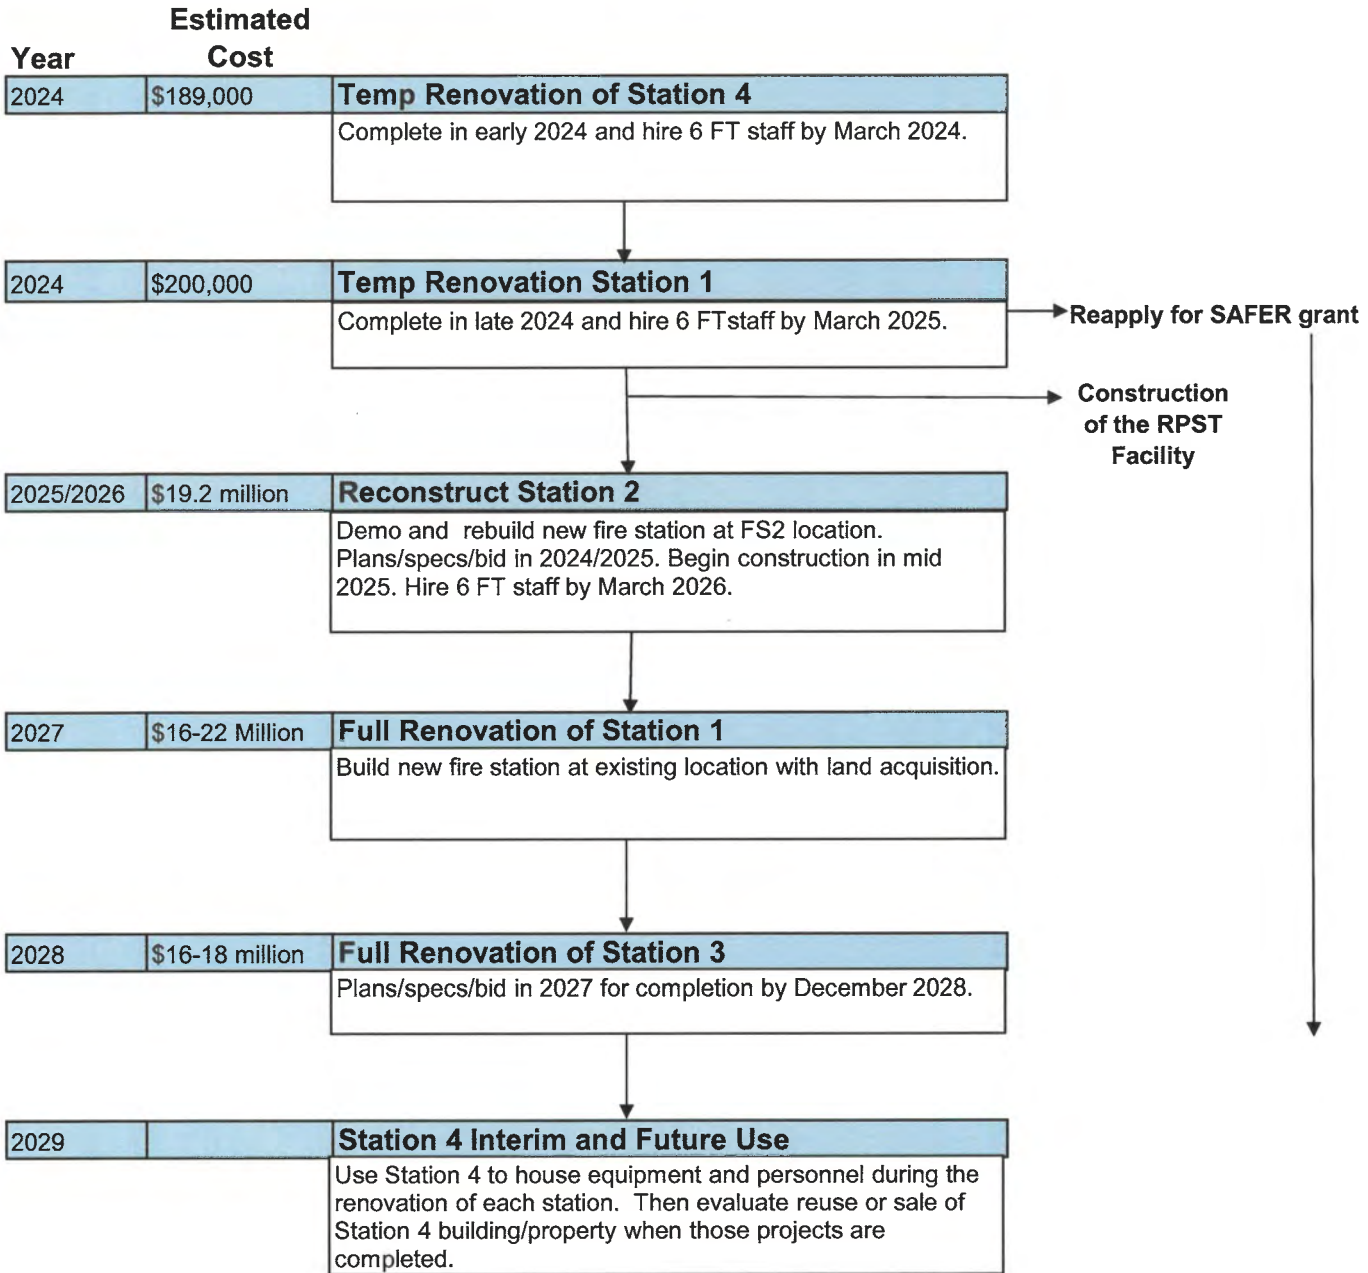 Estimated
Year Cost
2024 $189,000 Temp Renovation of Station 4
Complete in early 2024 and hire 6 FT staff by March 2024.
2024 $200,000 Temp Renovation Station 1
Complete in late 2024 and hire 6 FTstaff by March 2025.
Reapply for SAFER grant
Construction
of the RPST
Facility
2025/2026 $19.2 million Reconstruct Station 2
Demo and rebuild new fire station at FS2 location.
Plans/specs/bid in 2024/2025. Begin construction in mid
2025. Hire 6 FT staff by March 2026.
2027 $16-22 Million Full Renovation of Station 1
Build new fire station at existing location with land acquisition.
2028 $16-18 million Full Renovation of Station 3
Plans/specs/bid in 2027 for completion by December 2028.
2029 Station 4 Interim and Future Use
Use Station 4 to house equipment and personnel during the
renovation of each station. Then evaluate reuse or sale of
Station 4 building/property when those projects are
completed.